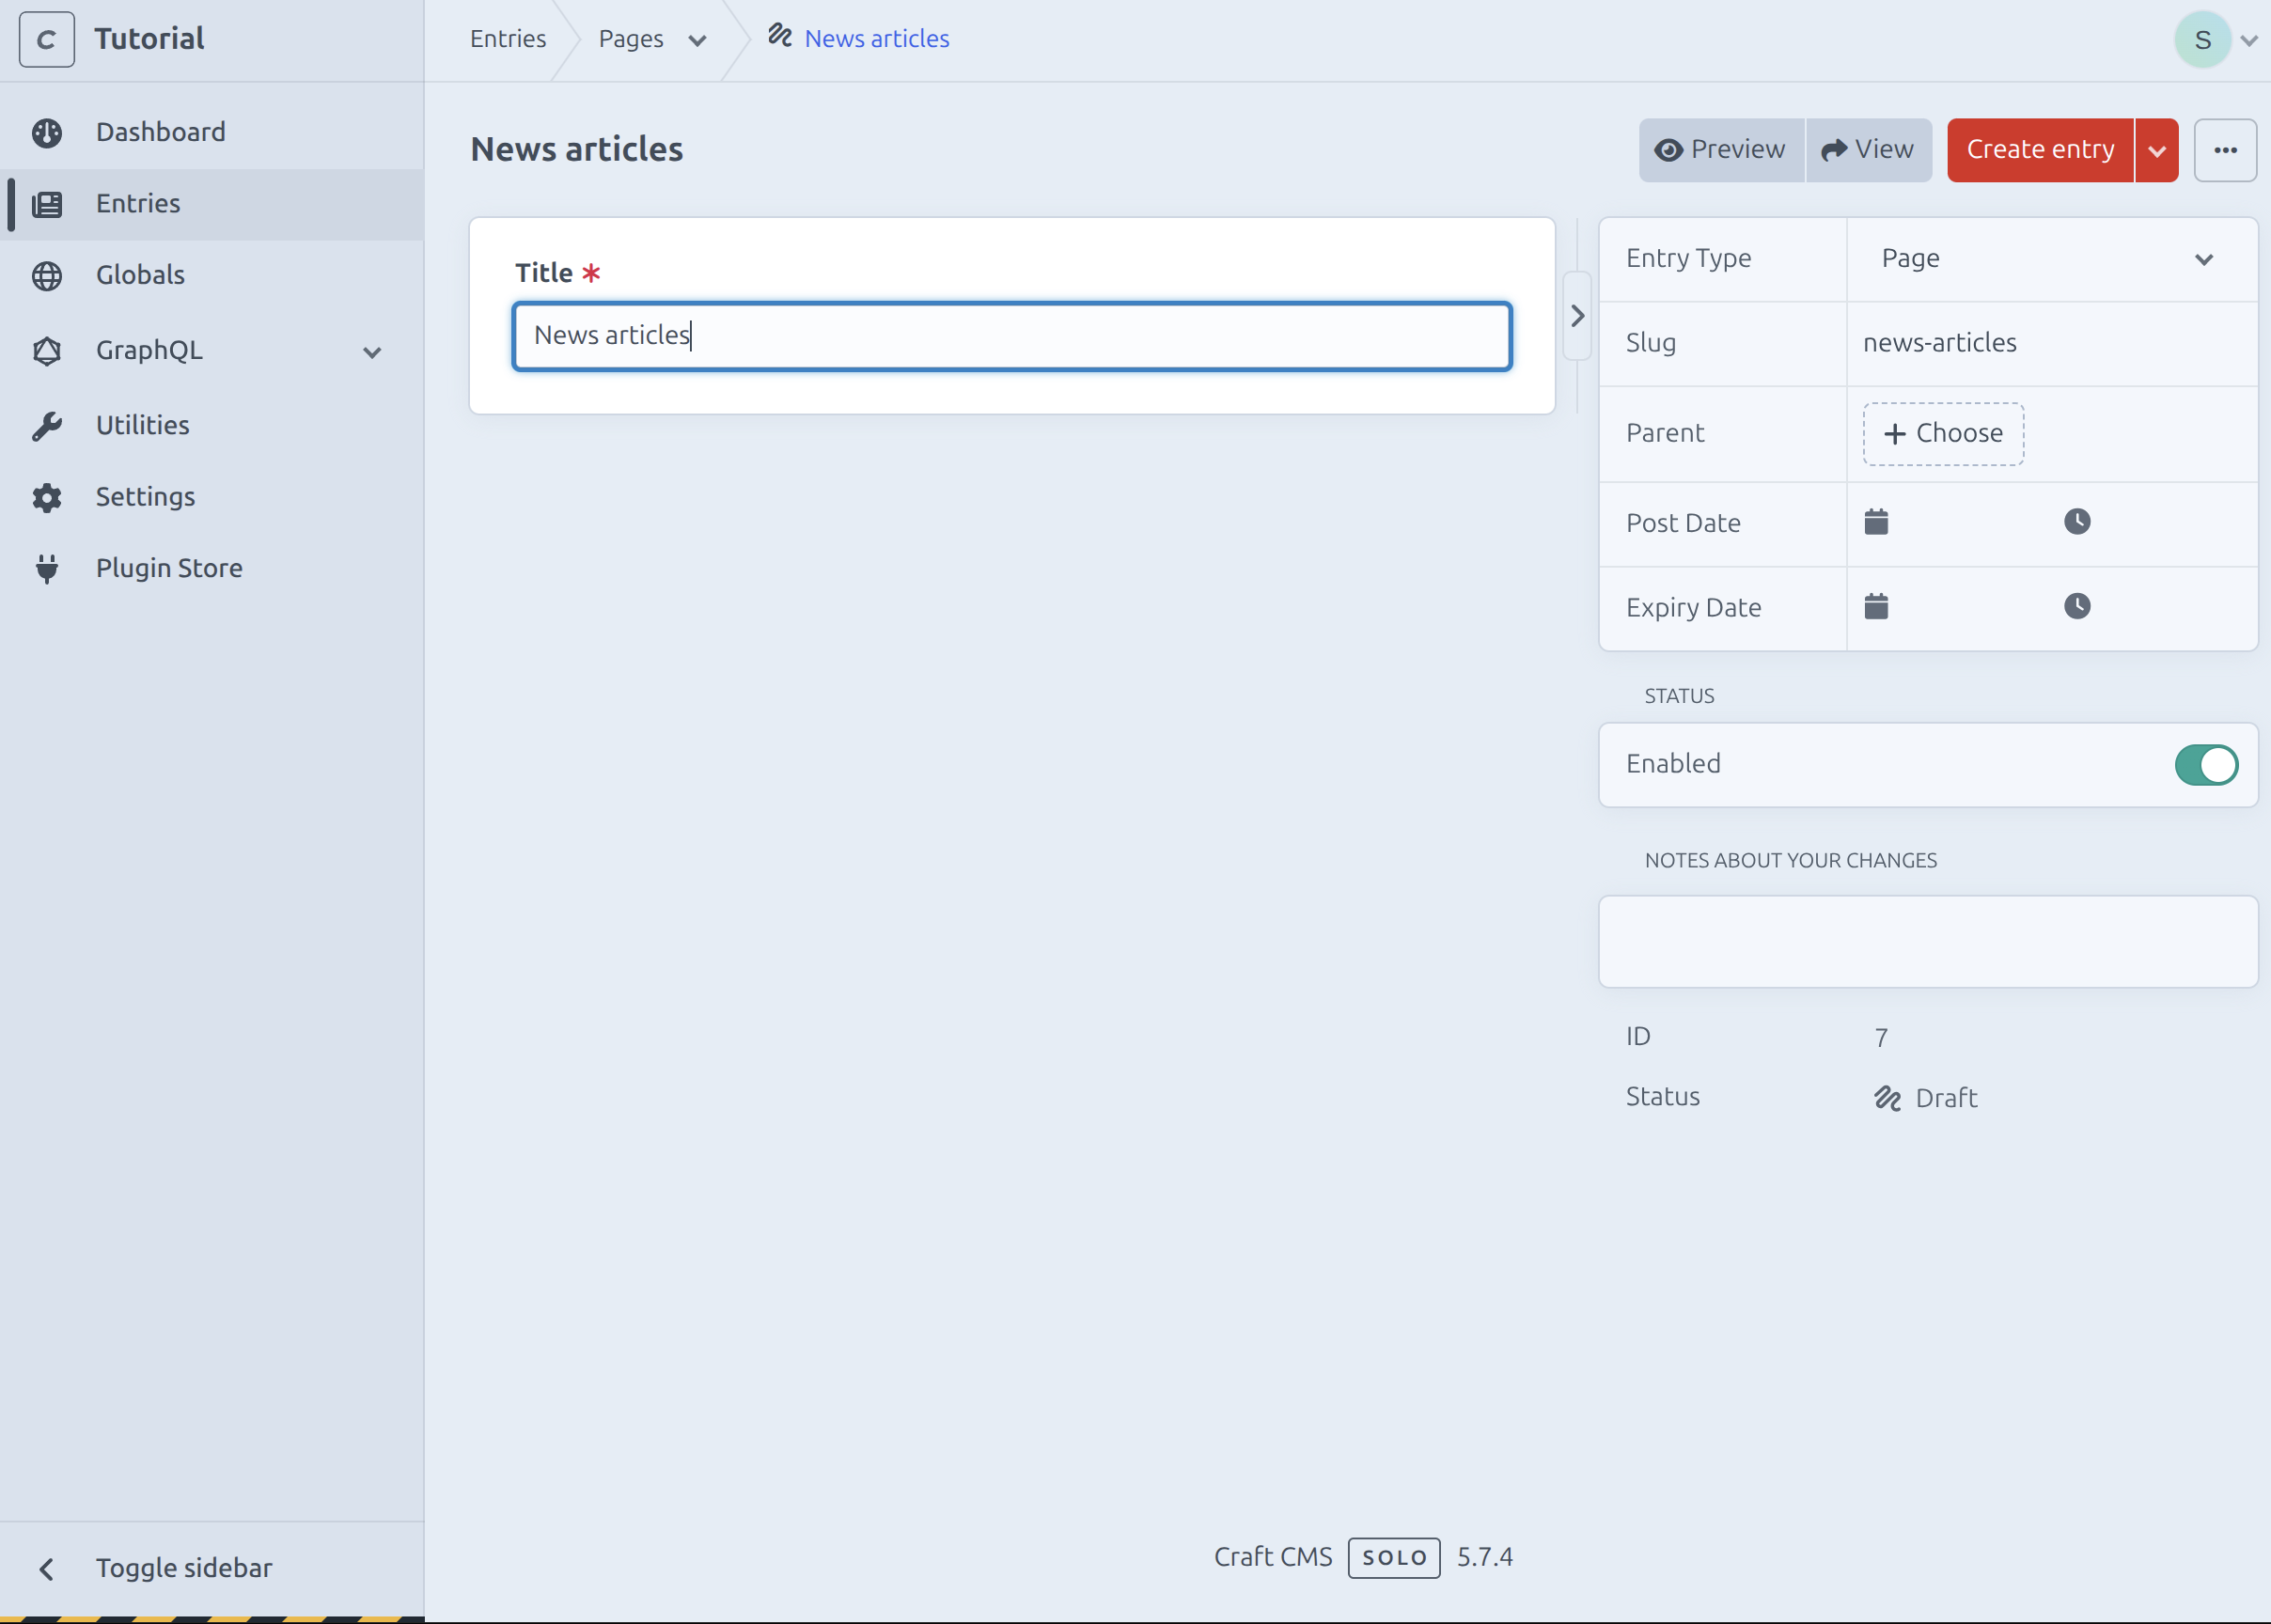 C Tutorial
Entries Pages News articles
S
Dashboard
Entries
Globals
GraphQL
Utilities
Settings
Plugin Store
Toggle sidebar
News articles
Preview View Create entry
Title *
News articles
Entry Type Page
Slug news-articles
Parent + Choose
Post Date
Expiry Date
STATUS
Enabled
NOTES ABOUT YOUR CHANGES
ID 7
Status Draft
Craft CMS SOLO 5.7.4